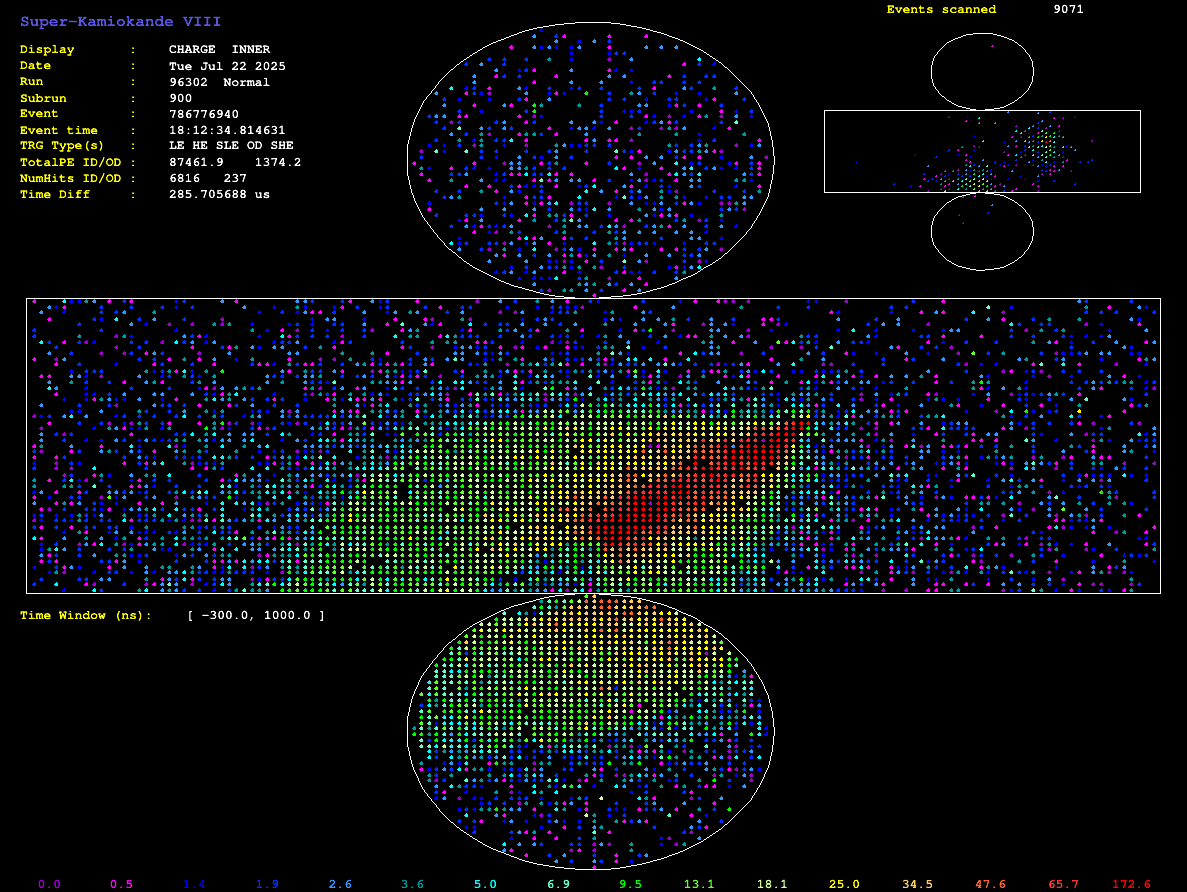 Super-Kamiokande VIII
Events scanned 9071
Display : CHARGE INNER
Date : Tue Jul 22 2025
Run : 96302 Normal
Subrun : 900
Event : 786776940
Event time : 18:12:34.814631
TRG Type(s) : LE HE SLE OD SHE
TotalPE ID/OD : 87461.9 1374.2
NumHits ID/OD : 6816 237
Time Diff : 285.705688 us
Time Window (ns): [ -300.0, 1000.0 ]
0.0 0.5 1.4 1.9 2.6 3.6 5.0 6.9 9.5 13.1 18.1 25.0 34.5 47.6 65.7 172.6